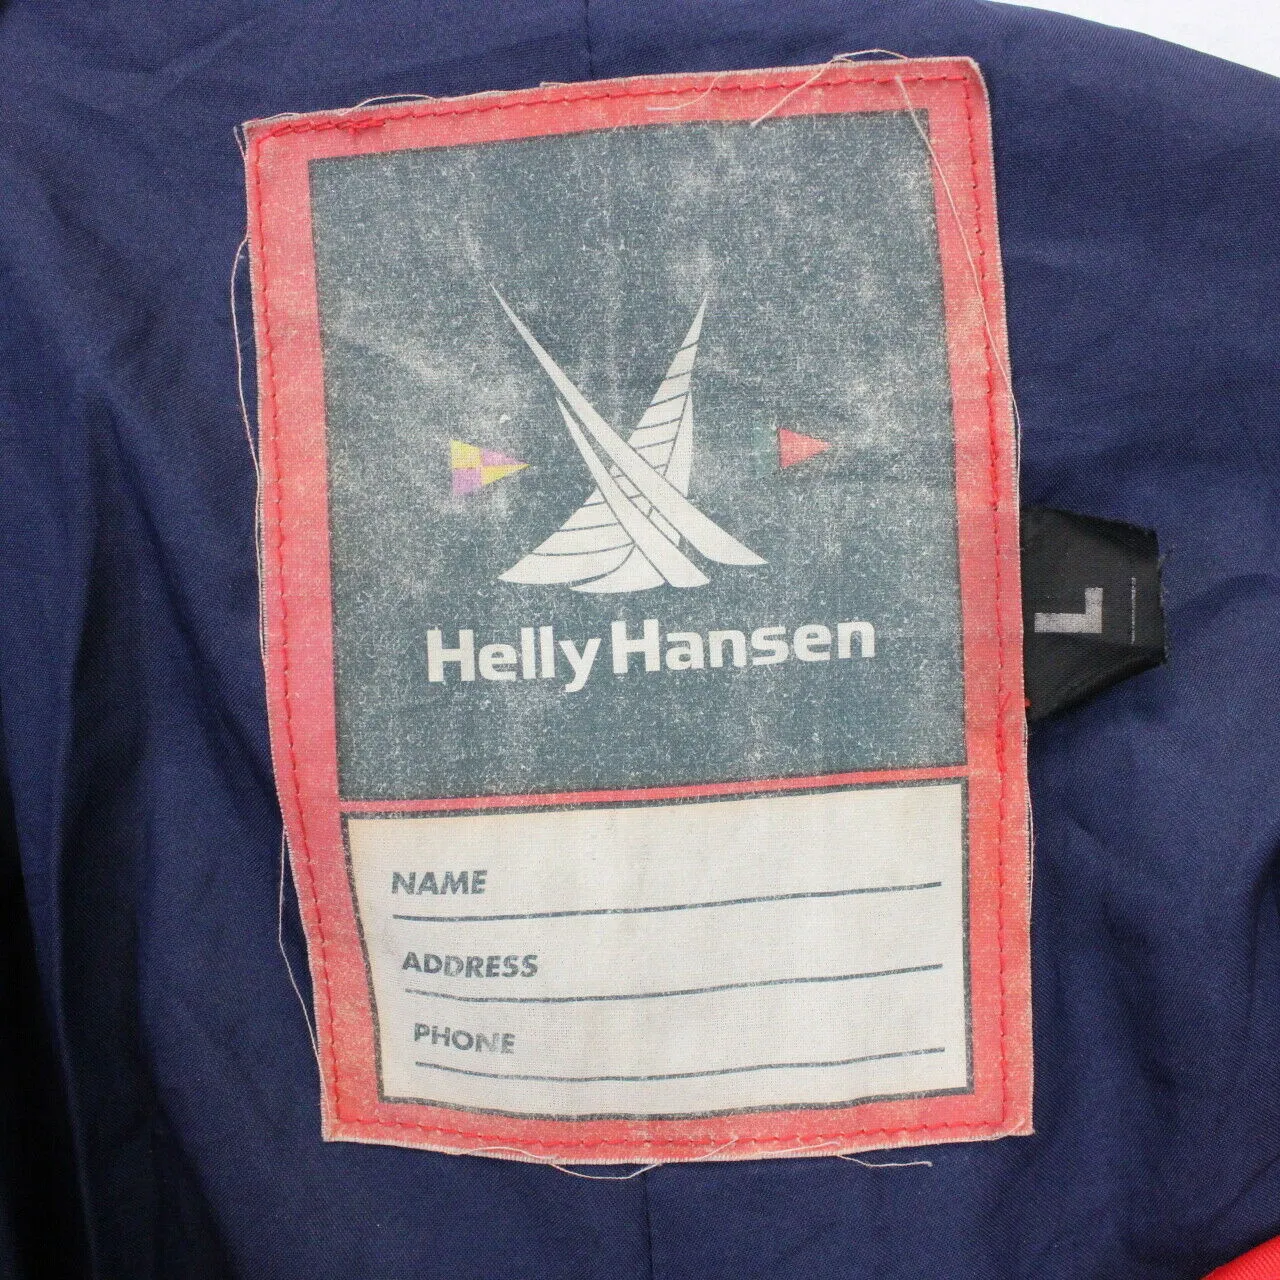 Helly Hansen
L
NAME
ADDRESS
PHONE